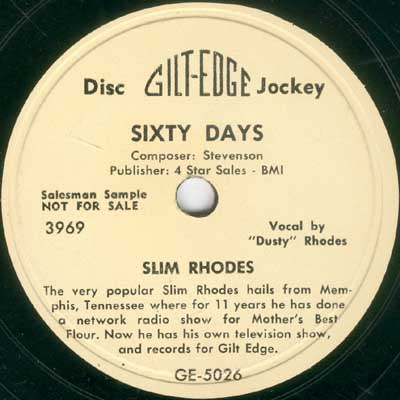 Disc GILT-EDGE Jockey
SIXTY DAYS
Composer: Stevenson
Publisher: 4 Star Sales - BMI
Salesman Sample
NOT FOR SALE
3969
Vocal by
"Dusty" Rhodes
SLIM RHODES
The very popular Slim Rhodes hails from Mem-
phis, Tennessee where for 11 years he has done
a network radio show for Mother's Best
Flour. Now he has his own television show,
and records for Gilt Edge.
GE-5026